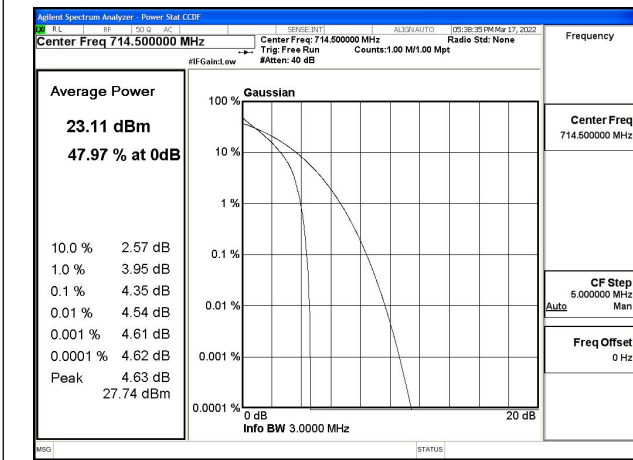 Agilent Spectrum Analyzer - Power Stat CCDF
RL RF 50 Ω AC SENSE:INT ALIGN AUTO 05:38:35 PM Mar 17, 2022
Center Freq 714.500000 MHz
Center Freq: 714.500000 MHz Radio Std: None
Trig: Free Run Counts:1.00 M/1.00 Mpt
#IFGain:Low #Atten: 40 dB
Frequency
Average Power
23.11 dBm
47.97 % at 0dB
10.0 % 2.57 dB
1.0 % 3.95 dB
0.1 % 4.35 dB
0.01 % 4.54 dB
0.001 % 4.61 dB
0.0001 % 4.62 dB
Peak 4.63 dB
27.74 dBm
Gaussian
100 %
10 %
1 %
0.1 %
0.01 %
0.001 %
0.0001 %
0 dB 20 dB
Info BW 3.0000 MHz
Center Freq
714.500000 MHz
CF Step
5.000000 MHz
Auto Man
Freq Offset
0 Hz
MSG STATUS